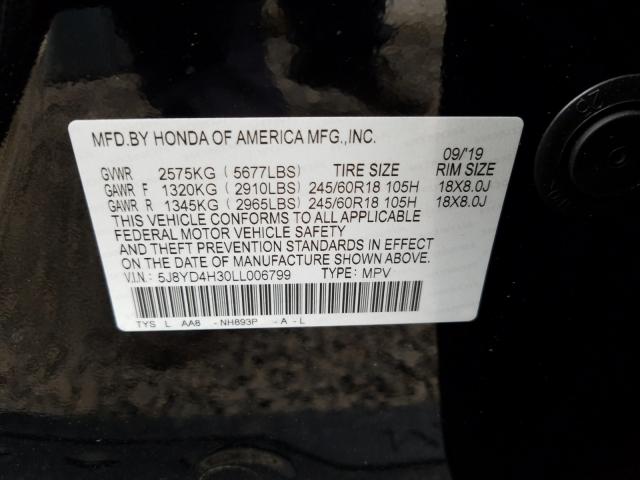 MFD.BY HONDA OF AMERICA MFG.,INC.
09/'19
GVWR 2575KG (5677LBS) TIRE SIZE RIM SIZE
GAWR F 1320KG (2910LBS) 245/60R18 105H 18X8.0J
GAWR R 1345KG (2965LBS) 245/60R18 105H 18X8.0J
THIS VEHICLE CONFORMS TO ALL APPLICABLE
FEDERAL MOTOR VEHICLE SAFETY
AND THEFT PREVENTION STANDARDS IN EFFECT
ON THE DATE OF MANUFACTURE SHOWN ABOVE.
V.I.N.: 5J8YD4H30LL006799 TYPE: MPV
TYS L AA8 -NH893P -A-L